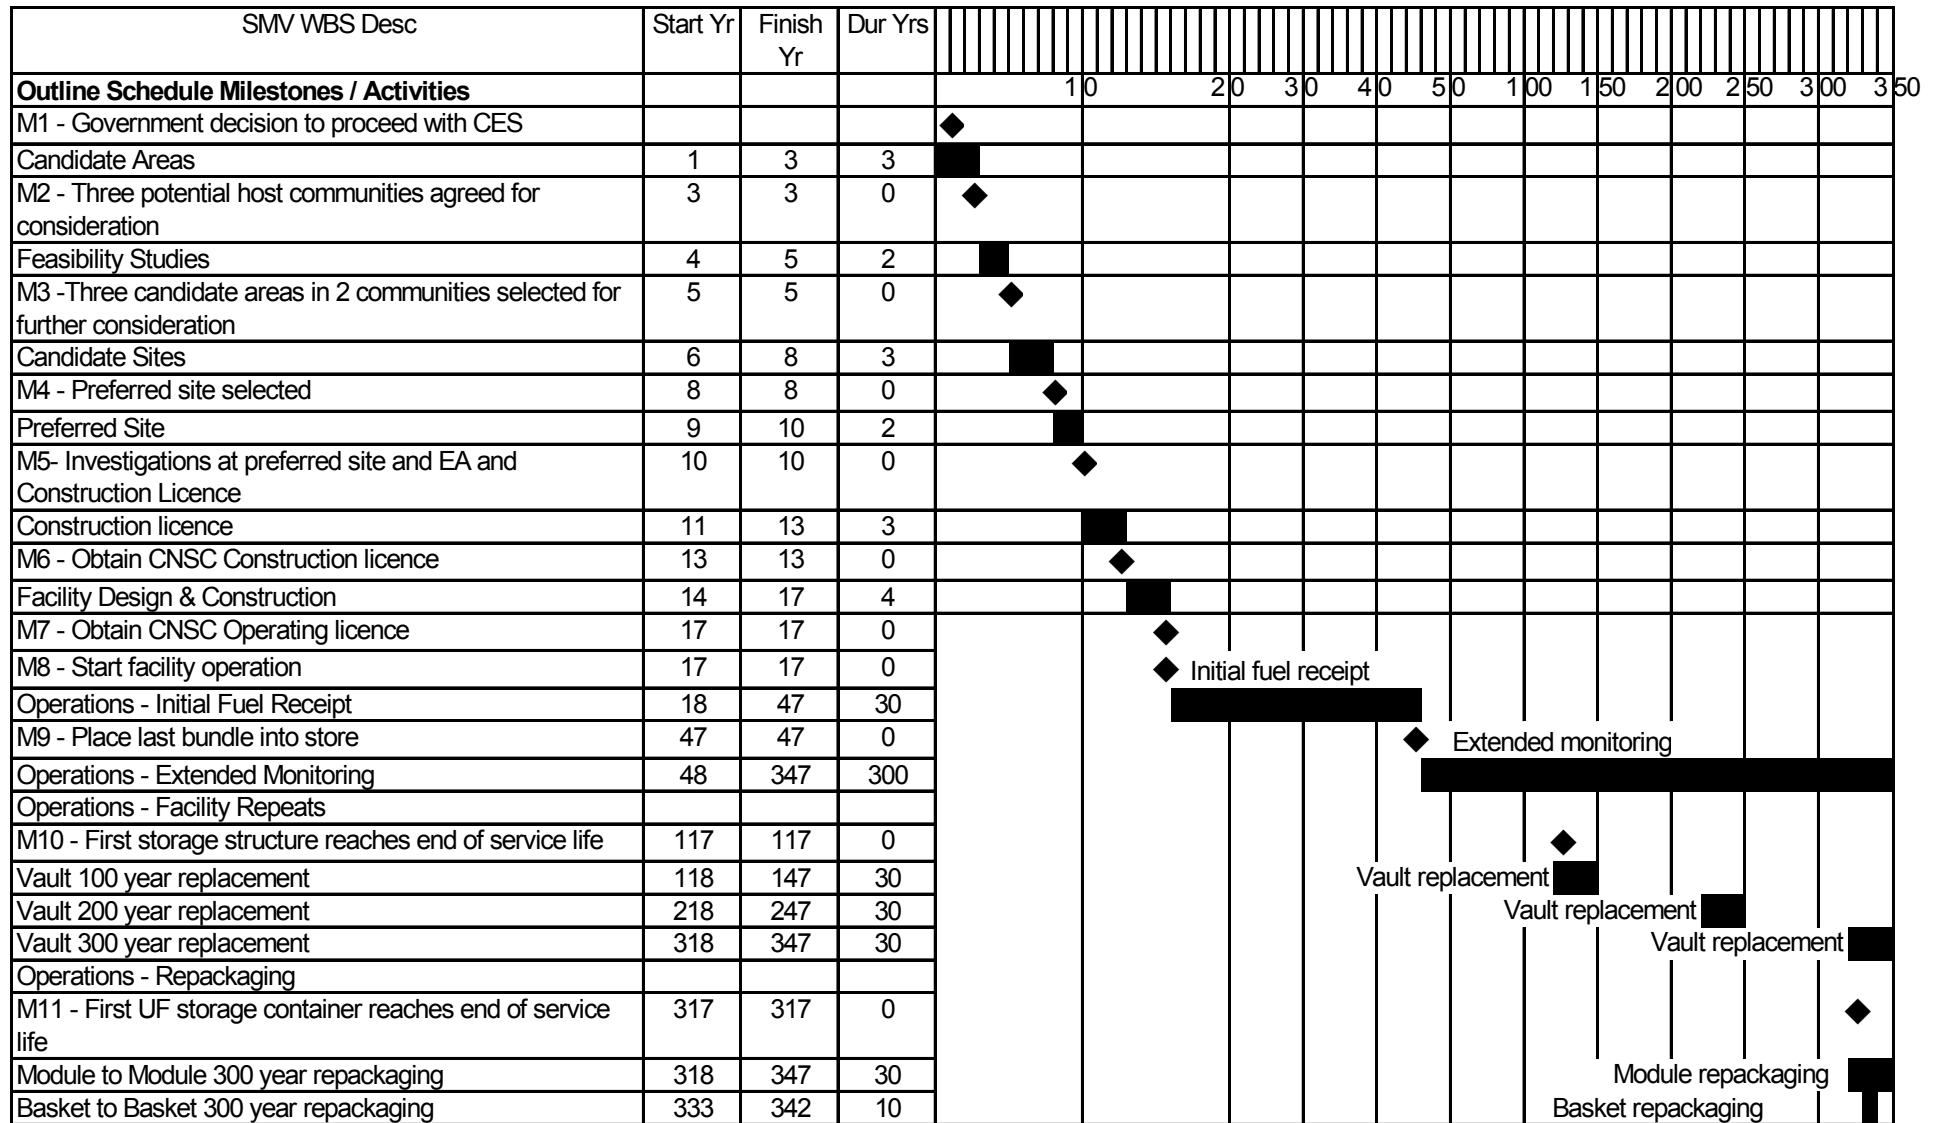 SMV WBS Desc Start Yr Finish Dur Yrs
Yr
Outline Schedule Milestones / Activities 10 20 30 40 50 100 150 200 250 300 350
M1 - Government decision to proceed with CES
Candidate Areas 1 3 3
M2 - Three potential host communities agreed for 3 3 0
consideration
Feasibility Studies 4 5 2
M3 -Three candidate areas in 2 communities selected for 5 5 0
further consideration
Candidate Sites 6 8 3
M4 - Preferred site selected 8 8 0
Preferred Site 9 10 2
M5- Investigations at preferred site and EA and 10 10 0
Construction Licence
Construction licence 11 13 3
M6 - Obtain CNSC Construction licence 13 13 0
Facility Design & Construction 14 17 4
M7 - Obtain CNSC Operating licence 17 17 0
M8 - Start facility operation 17 17 0 Initial fuel receipt
Operations - Initial Fuel Receipt 18 47 30
M9 - Place last bundle into store 47 47 0 Extended monitoring
Operations - Extended Monitoring 48 347 300
Operations - Facility Repeats
M10 - First storage structure reaches end of service life 117 117 0
Vault 100 year replacement 118 147 30 Vault replacement
Vault 200 year replacement 218 247 30 Vault replacement
Vault 300 year replacement 318 347 30 Vault replacement
Operations - Repackaging
M11 - First UF storage container reaches end of service 317 317 0
life
Module to Module 300 year repackaging 318 347 30 Module repackaging
Basket to Basket 300 year repackaging 333 342 10 Basket repackaging